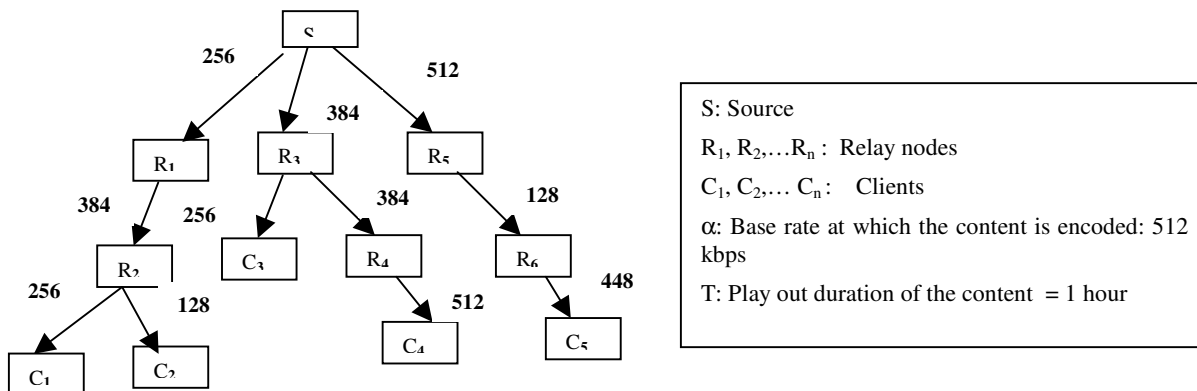 S
256
512
384
R₁
R₃
R₅
384
256
384
128
R₂
C₃
R₄
R₆
256
128
512
448
C₁
C₂
C₄
C₅
S: Source
R₁, R₂,…Rₙ : Relay nodes
C₁, C₂,… Cₙ : Clients
α: Base rate at which the content is encoded: 512
kbps
T: Play out duration of the content = 1 hour